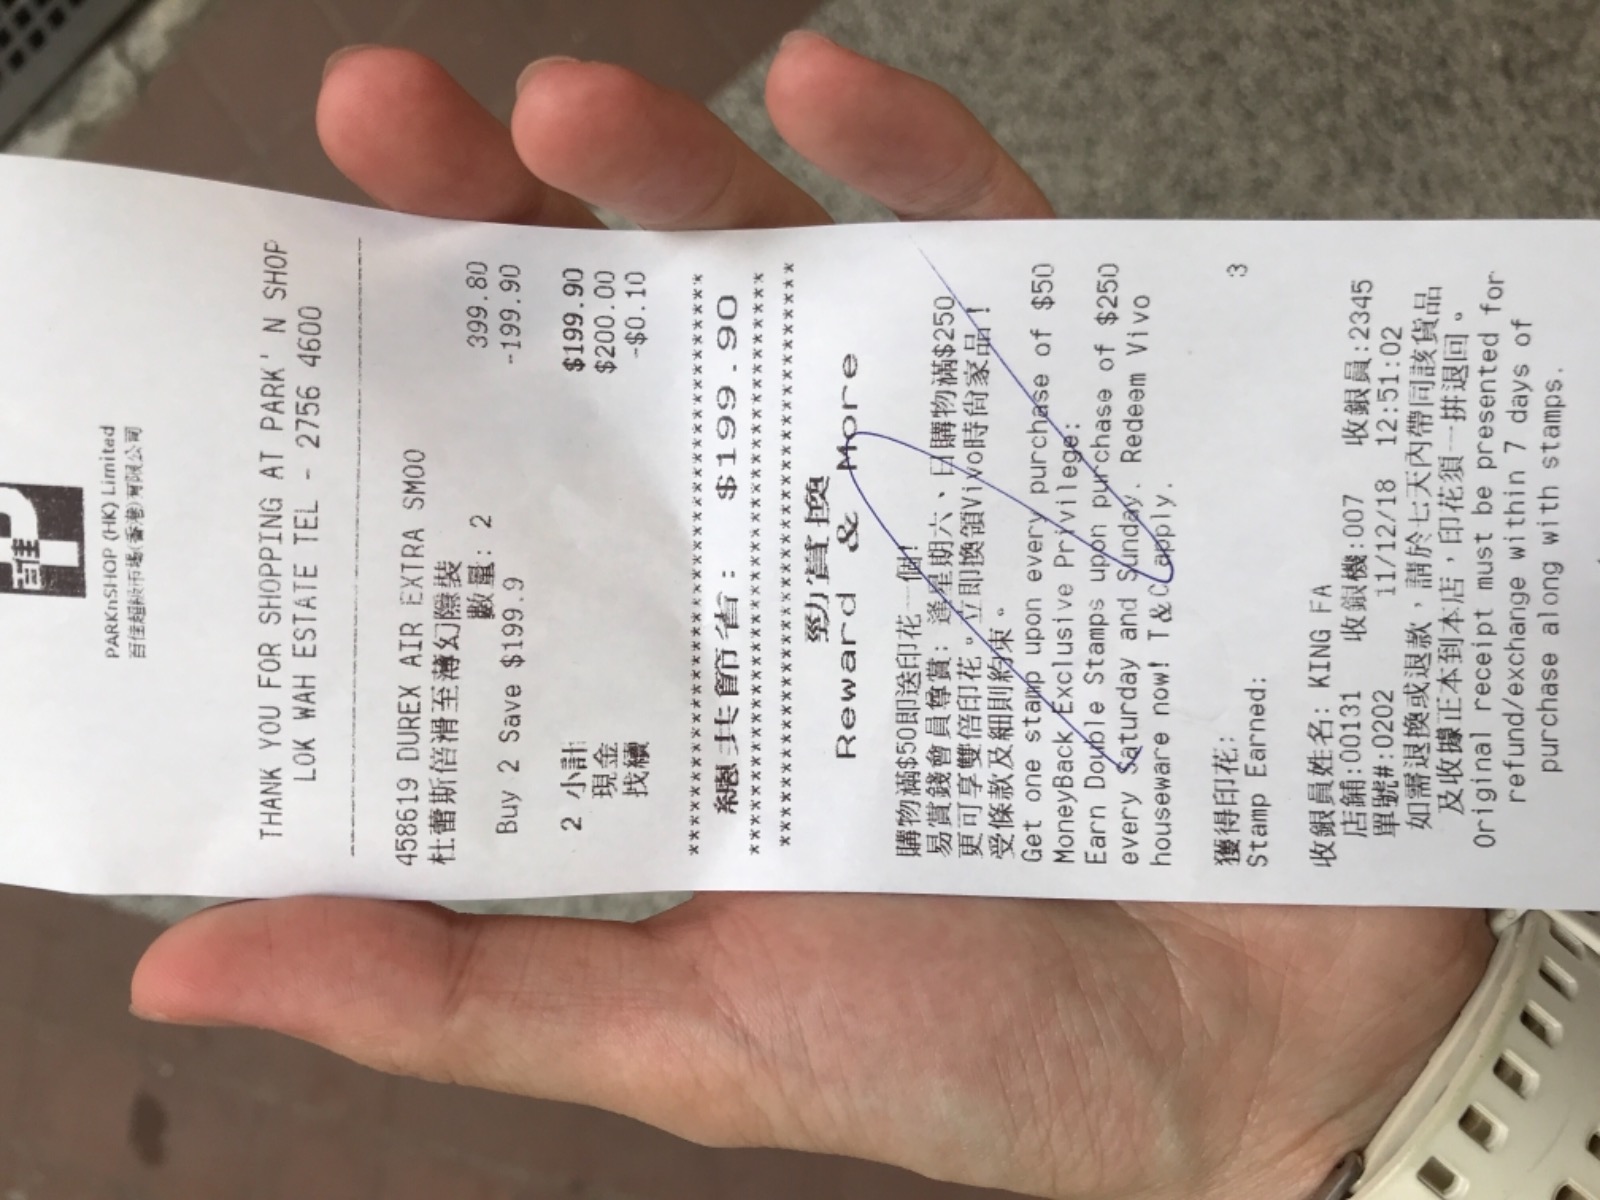 百佳
PARKnSHOP (HK) Limited
百佳超級市場(香港)有限公司
THANK YOU FOR SHOPPING AT PARK' N SHOP
LOK WAH ESTATE TEL - 2756 4600
458619 DUREX AIR EXTRA SMOO
杜蕾斯倍滑至薄幻隱裝
數量: 2 399.80
Buy 2 Save $199.9 -199.90
2 小計 $199.90
現金 $200.00
找續 -$0.10
總共節省: $199.90
勁賞換
Reward & More
購物滿$50即送印花一個!
易賞錢會員尊賞: 逢星期六、日購物滿$250
更可享雙倍印花。立即換領Vivo時尚家品!
受條款及細則約束。
Get one stamp upon every purchase of $50
MoneyBack Exclusive Privilege:
Earn Double Stamps upon purchase of $250
every Saturday and Sunday. Redeem Vivo
houseware now! T&C apply.
獲得印花:
Stamp Earned: 3
收銀員姓名: KING FA
店舖:00131 收銀機:007 收銀員:2345
單號#:0202 11/12/18 12:51:02
如需退換或退款, 請於七天內帶同該貨品
及收據正本到本店, 印花須一拼退回。
Original receipt must be presented for
refund/exchange within 7 days of
purchase along with stamps.